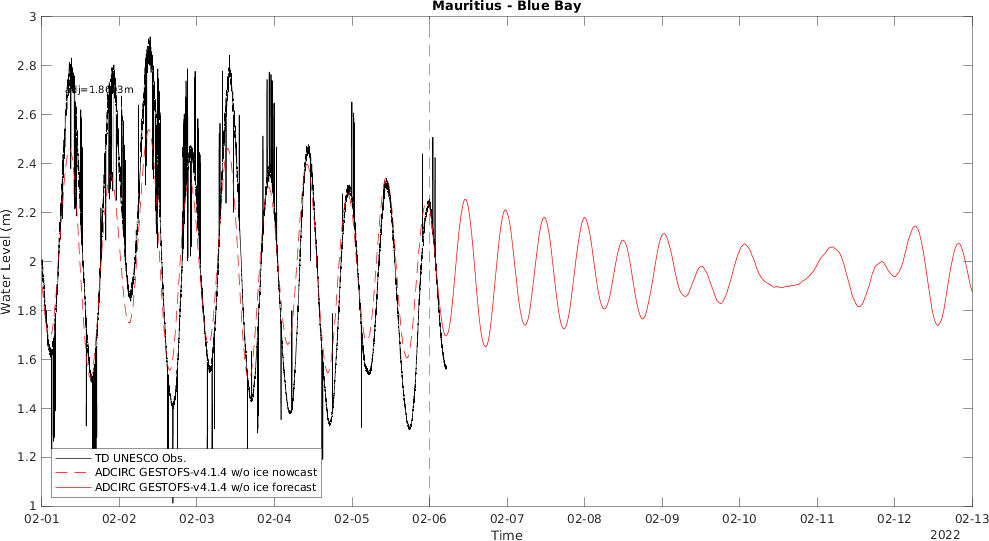 Mauritius - Blue Bay
Water Level (m)
3
2.8
2.6
2.4
2.2
2
1.8
1.6
1.4
1.2
1
TD UNESCO Obs.
ADCIRC GESTOFS-v4.1.4 w/o ice nowcast
ADCIRC GESTOFS-v4.1.4 w/o ice forecast
02-01 02-02 02-03 02-04 02-05 02-06 02-07 02-08 02-09 02-10 02-11 02-12 02-13
Time
2022